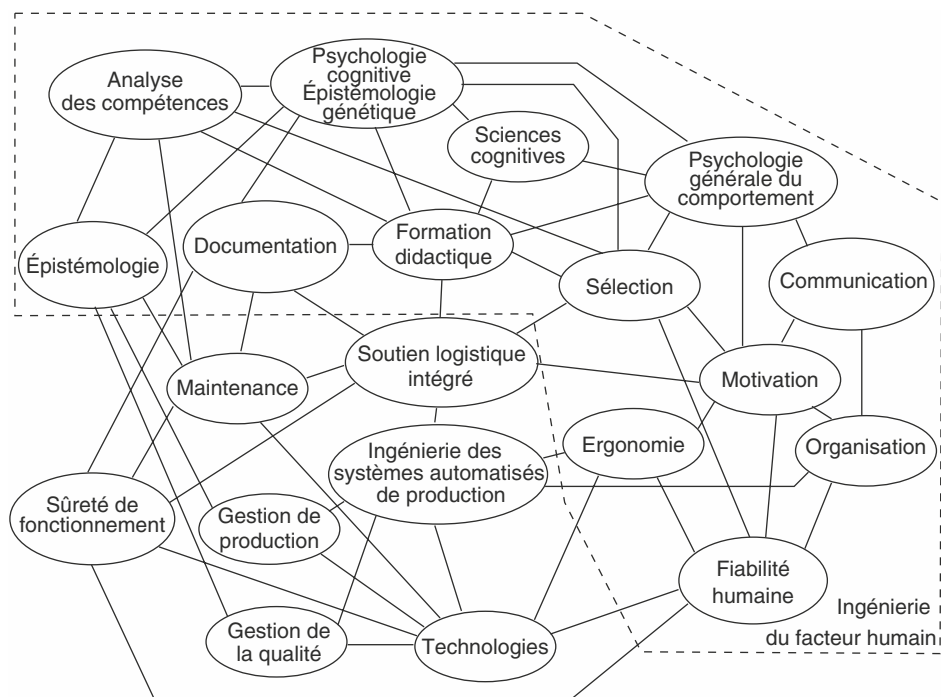 Analyse
des compétences
Psychologie
cognitive
Épistémologie
génétique
Sciences
cognitives
Psychologie
générale du
comportement
Épistémologie
Documentation
Formation
didactique
Sélection
Communication
Soutien logistique
intégré
Maintenance
Motivation
Ergonomie
Organisation
Ingénierie des
systèmes automatisés
de production
Sûreté de
fonctionnement
Gestion de
production
Fiabilité
humaine
Gestion de
la qualité
Technologies
Ingénierie
du facteur humain